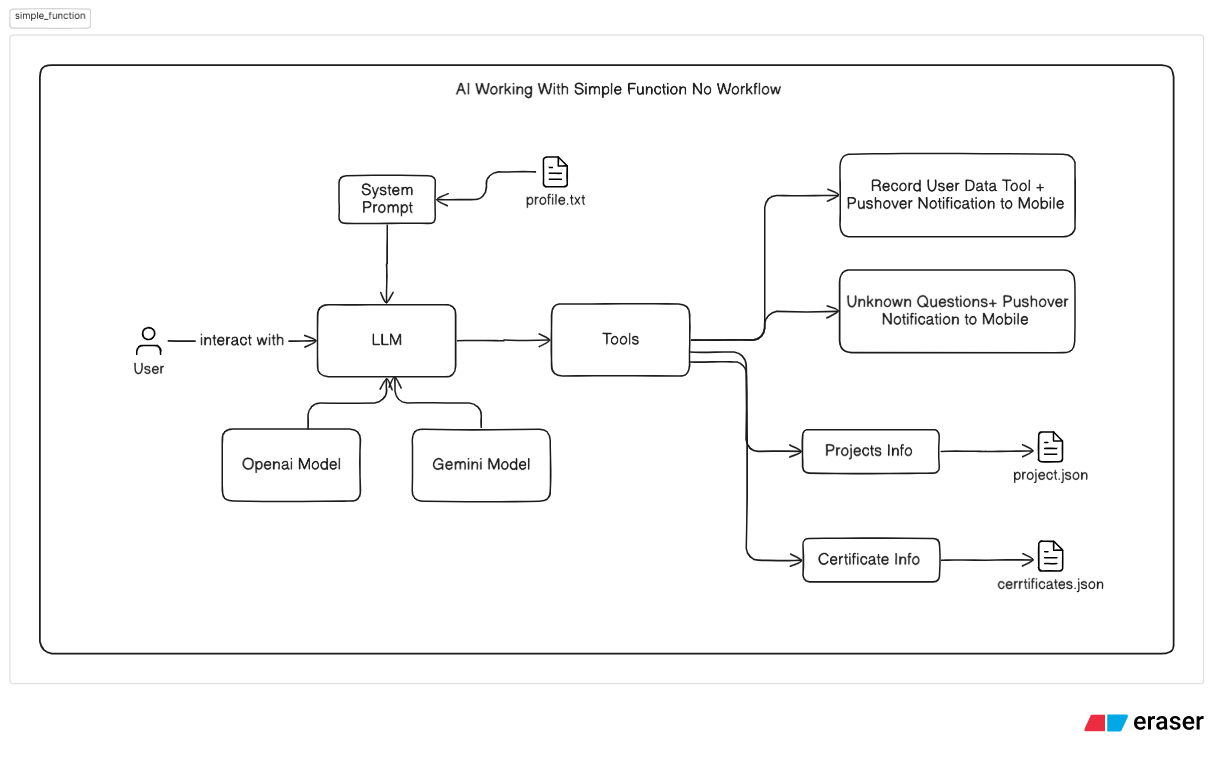 simple_function
AI Working With Simple Function No Workflow
System
Prompt
profile.txt
Record User Data Tool +
Pushover Notification to Mobile
Unknown Questions+ Pushover
Notification to Mobile
User
interact with
LLM
Tools
Openai Model
Gemini Model
Projects Info
project.json
Certificate Info
cerrtificates.json
eraser